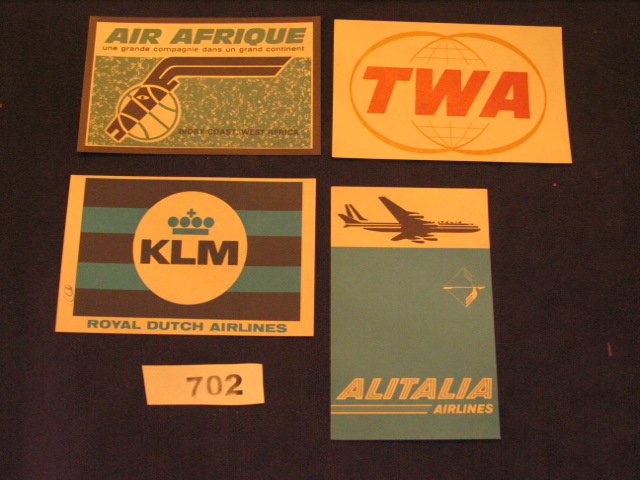 AIR AFRIQUE
une grande compagnie dans un grand continent
IVORY COAST, WEST AFRICA
TWA
KLM
ROYAL DUTCH AIRLINES
702
ALITALIA
AIRLINES